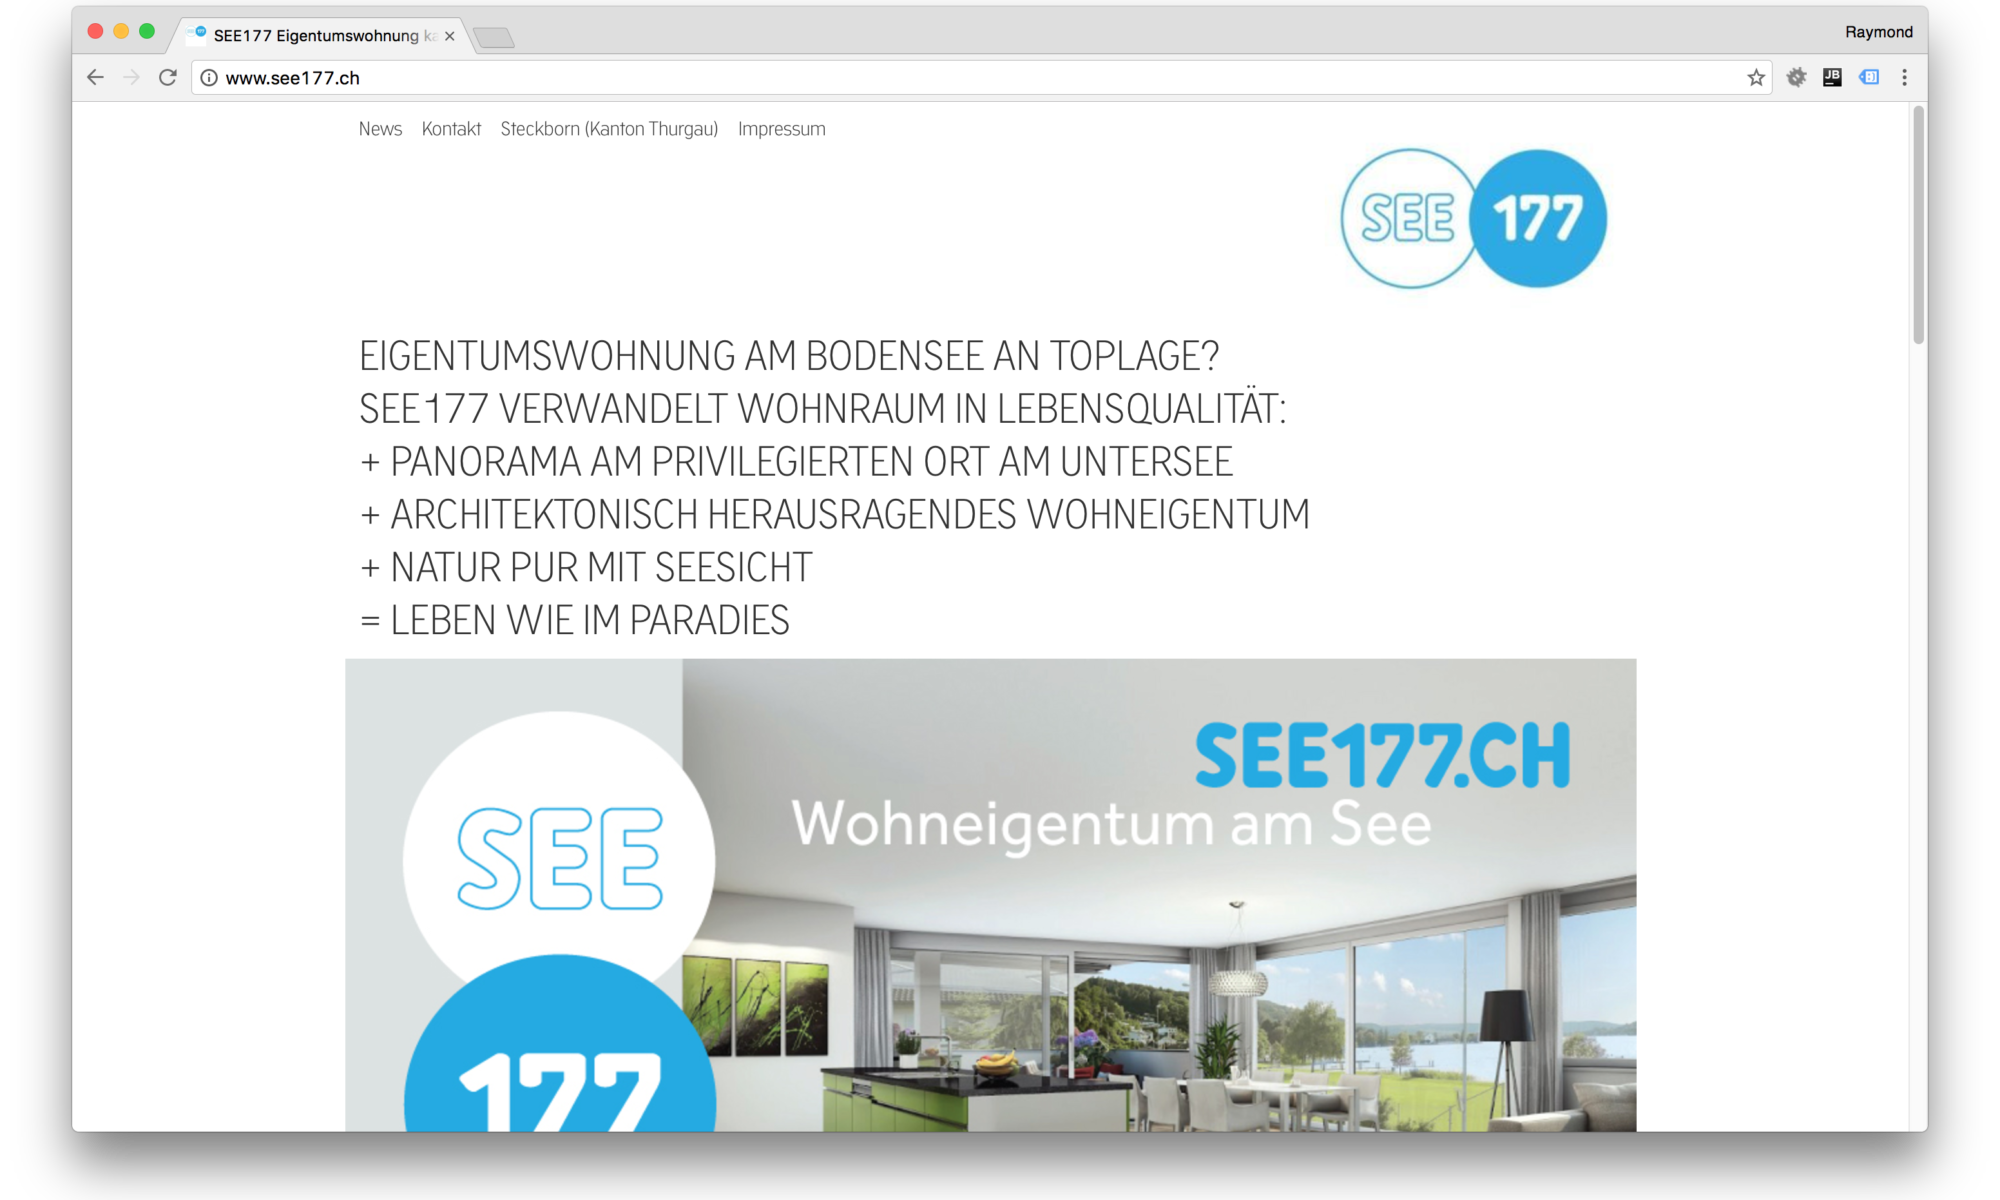 SEE177 Eigentumswohnung ka
Raymond
www.see177.ch
JB
News Kontakt Steckborn (Kanton Thurgau) Impressum
SEE 177
EIGENTUMSWOHNUNG AM BODENSEE AN TOPLAGE?
SEE177 VERWANDELT WOHNRAUM IN LEBENSQUALITÄT:
+ PANORAMA AM PRIVILEGIERTEN ORT AM UNTERSEE
+ ARCHITEKTONISCH HERAUSRAGENDES WOHNEIGENTUM
+ NATUR PUR MIT SEESICHT
= LEBEN WIE IM PARADIES
SEE177.CH
Wohneigentum am See
SEE
177